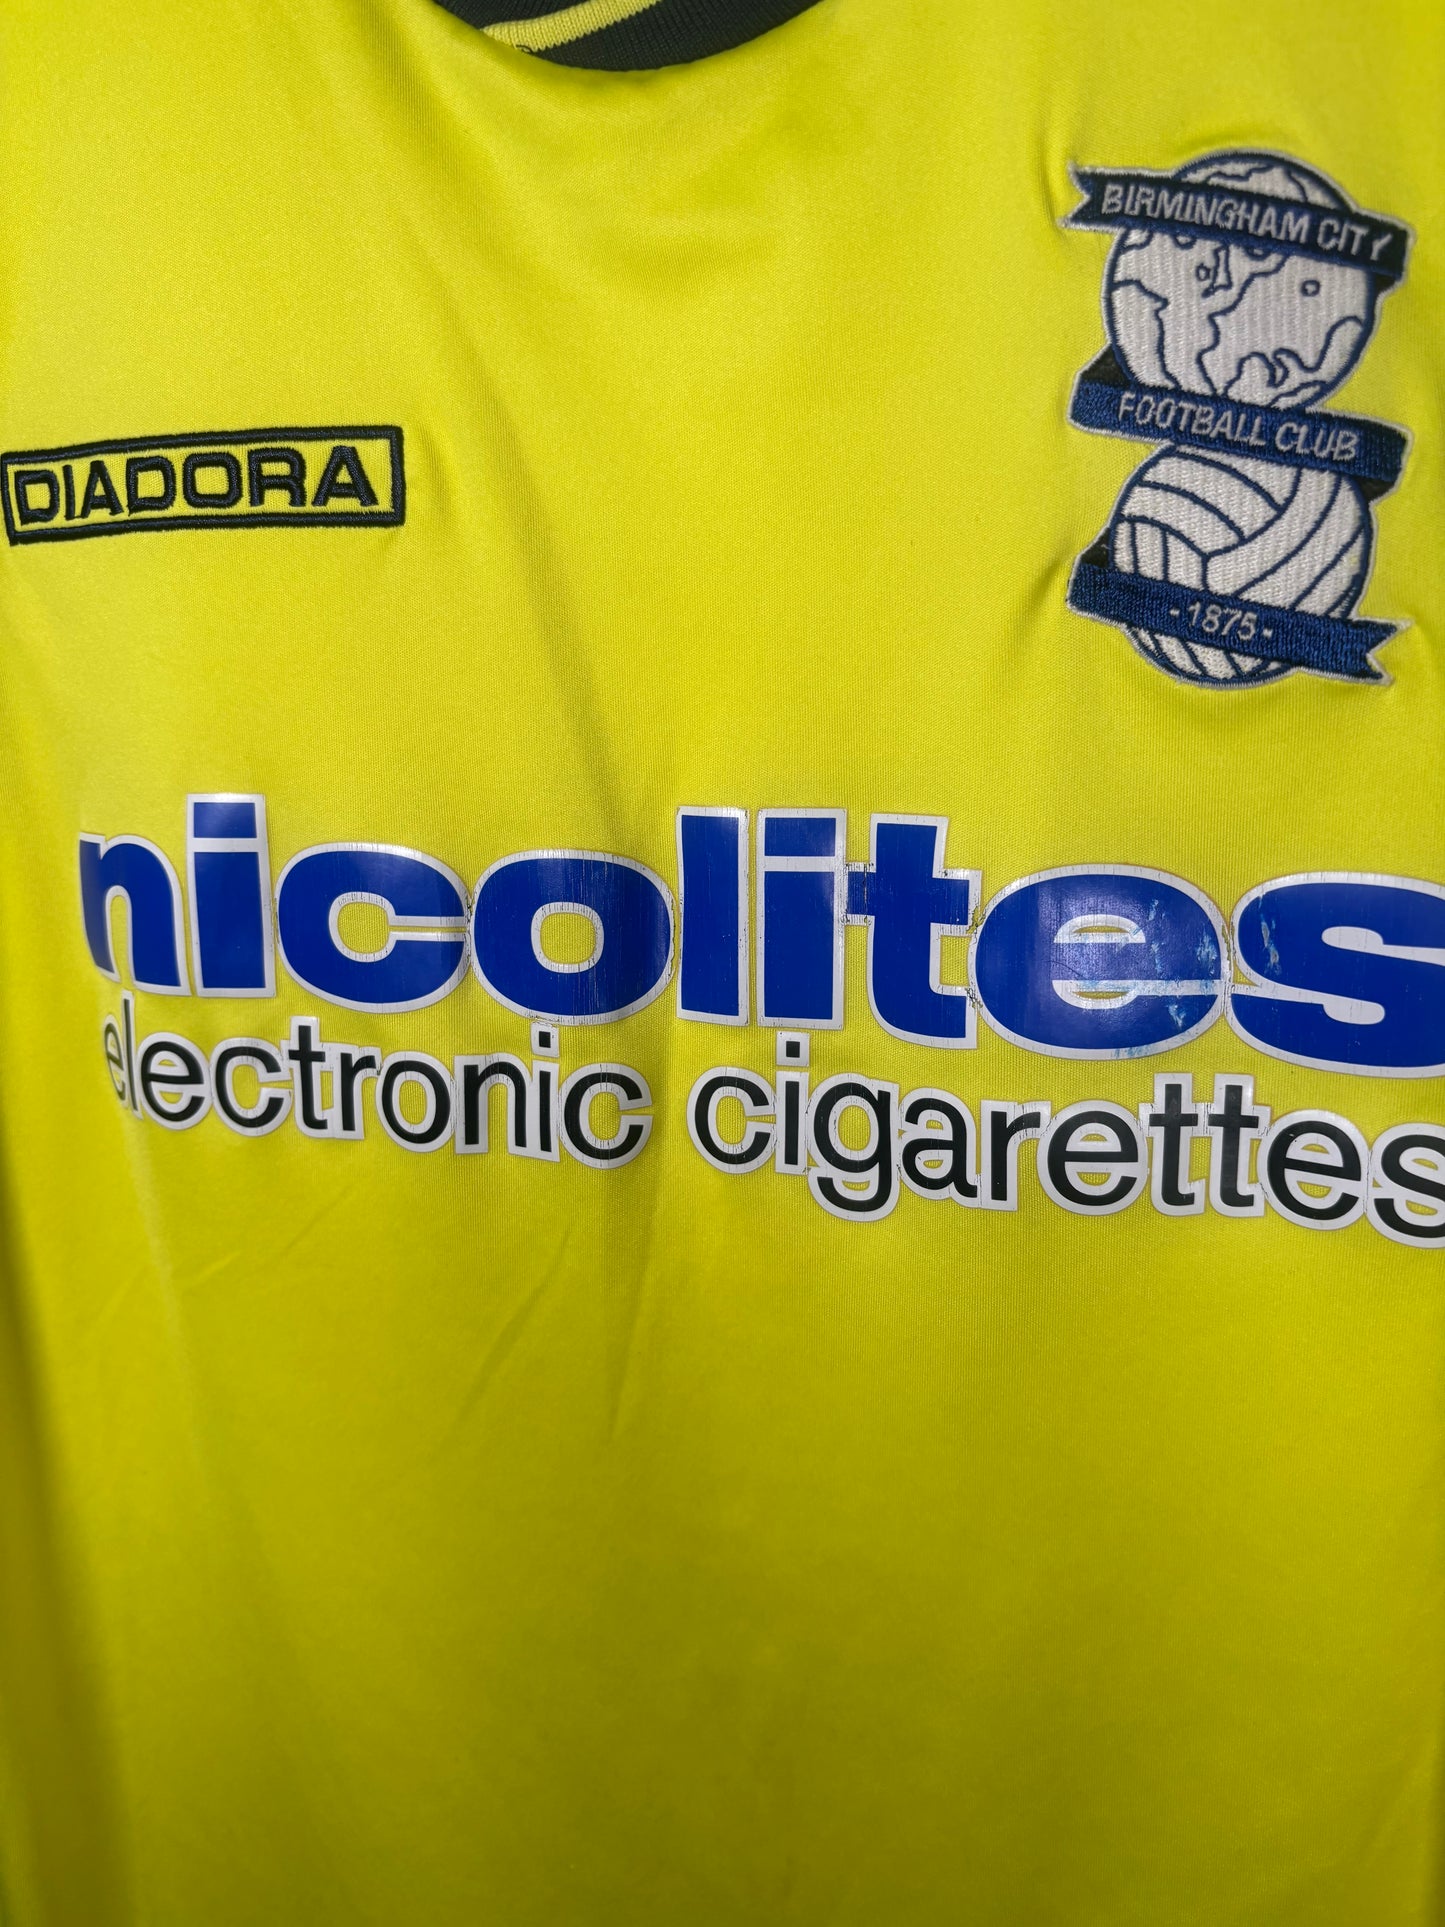 BIRMINGHAM CITY
FOOTBALL CLUB
- 1875 -
DIADORA
nicolites
electronic cigarettes